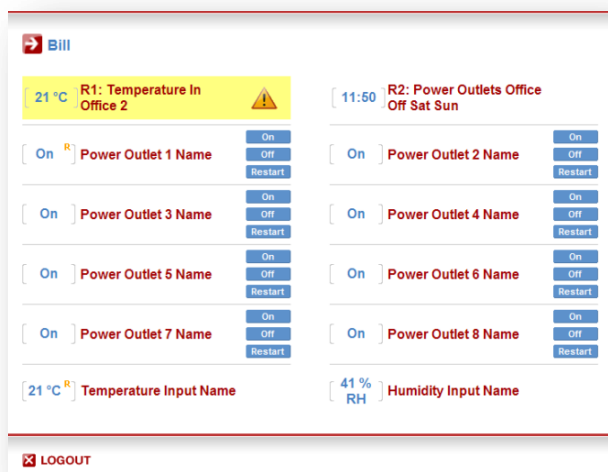 Bill
21 °C R1: Temperature In
Office 2
11:50 R2: Power Outlets Office
Off Sat Sun
On R Power Outlet 1 Name On Off Restart
On Power Outlet 2 Name On Off Restart
On Power Outlet 3 Name On Off Restart
On Power Outlet 4 Name On Off Restart
On Power Outlet 5 Name On Off Restart
On Power Outlet 6 Name On Off Restart
On Power Outlet 7 Name On Off Restart
On Power Outlet 8 Name On Off Restart
21 °C R Temperature Input Name
41 %
RH Humidity Input Name
LOGOUT